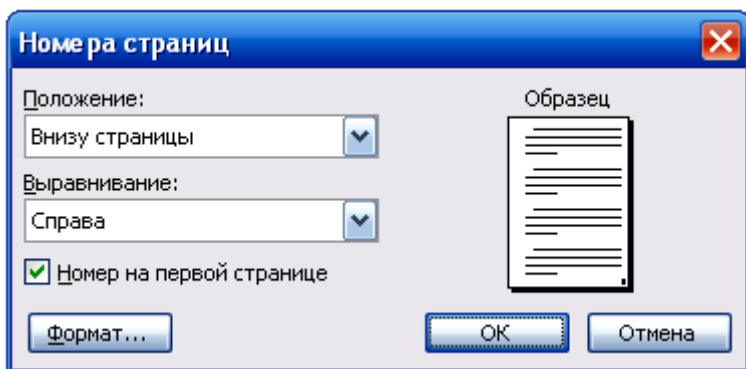 Номера страниц
Положение:
Внизу страницы
Выравнивание:
Справа
Номер на первой странице
Формат...
Образец
ОК
Отмена